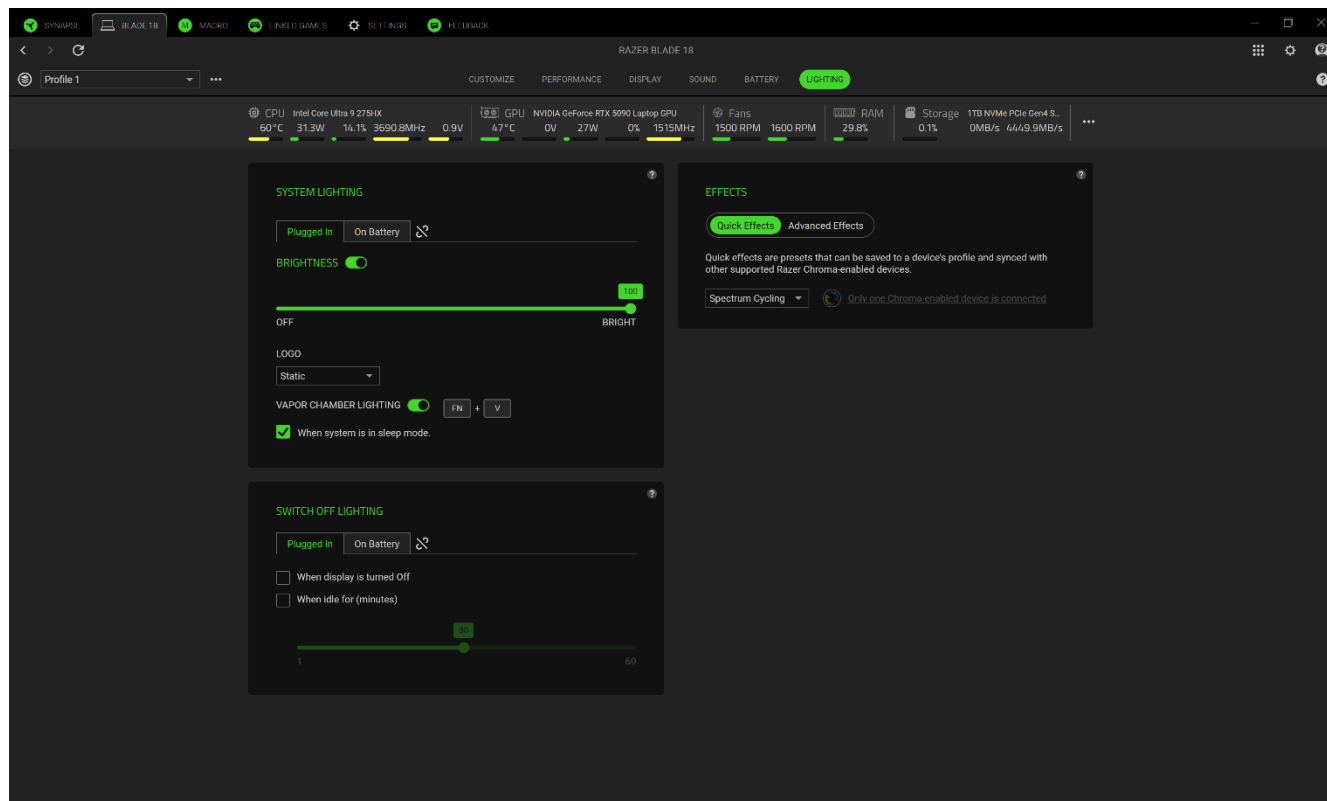 SYNAPSE BLADE 18 MACRO LINKED GAMES SETTINGS FEEDBACK
RAZER BLADE 18
Profile 1 CUSTOMIZE PERFORMANCE DISPLAY SOUND BATTERY LIGHTING
CPU Intel Core Ultra 9 275HX GPU NVIDIA GeForce RTX 5090 Laptop GPU Fans RAM Storage 1TB NVMe PCIe Gen4 S...
60°C 31.3W 14.1% 3690.8MHz 0.9V 47°C 0V 27W 0% 1515MHz 1500 RPM 1600 RPM 29.8% 0.1% 0MB/s 4449.9MB/s
SYSTEM LIGHTING
Plugged In On Battery
BRIGHTNESS
100
OFF BRIGHT
LOGO
Static
VAPOR CHAMBER LIGHTING FN + V
When system is in sleep mode.
SWITCH OFF LIGHTING
Plugged In On Battery
When display is turned Off
When idle for (minutes)
30
1 60
EFFECTS
Quick Effects Advanced Effects
Quick effects are presets that can be saved to a device's profile and synced with
other supported Razer Chroma-enabled devices.
Spectrum Cycling Only one Chroma-enabled device is connected